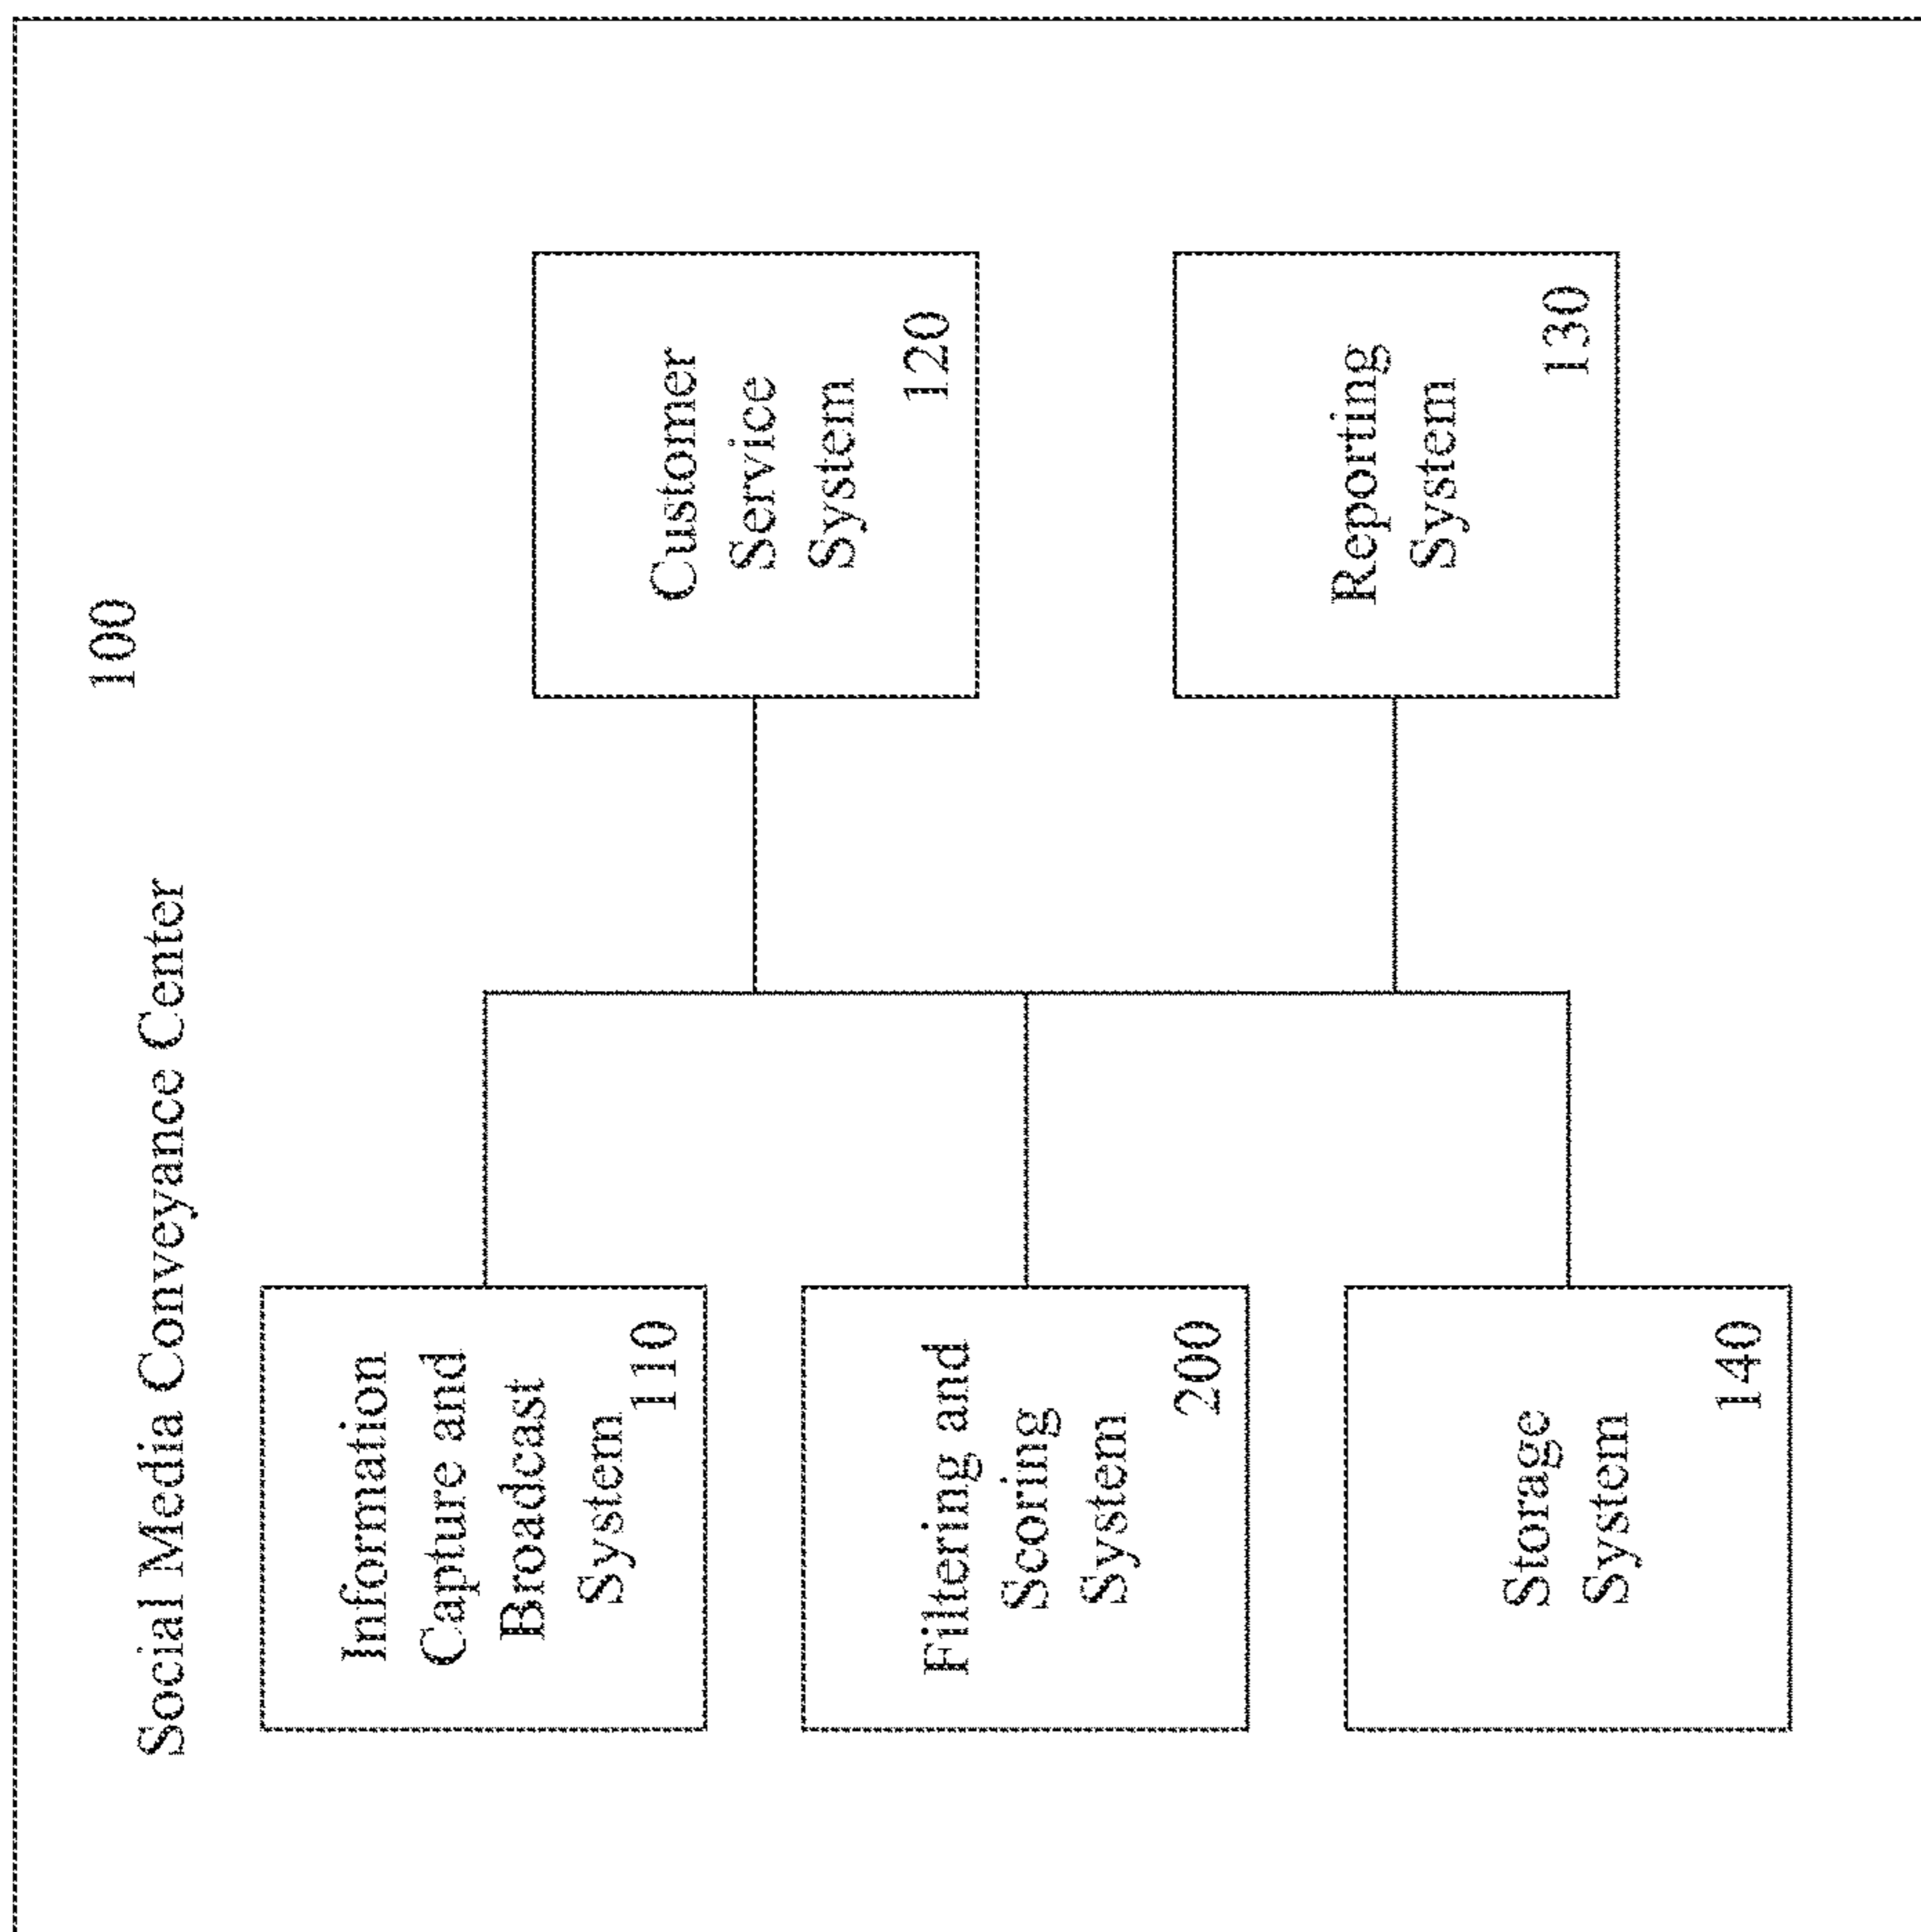 100
Social Media Conveyance Center
Information
Capture and
Broadcast
System
110
Customer
Service
System
120
Filtering and
Scoring
System
200
Reporting
System
130
Storage
System
140